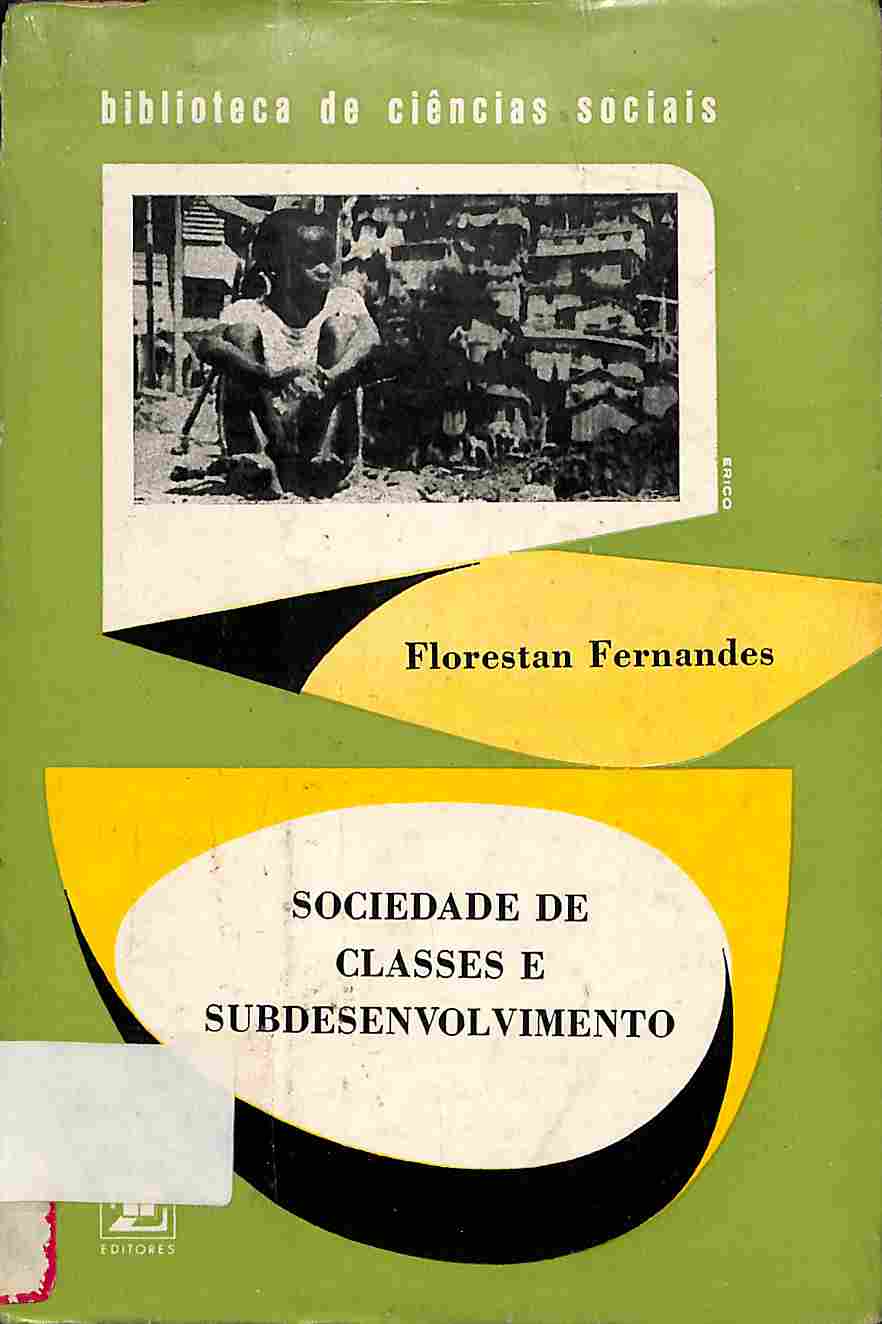 biblioteca de ciências sociais
ERICO
Florestan Fernandes
SOCIEDADE DE
CLASSES E
SUBDESENVOLVIMENTO
EDITORES